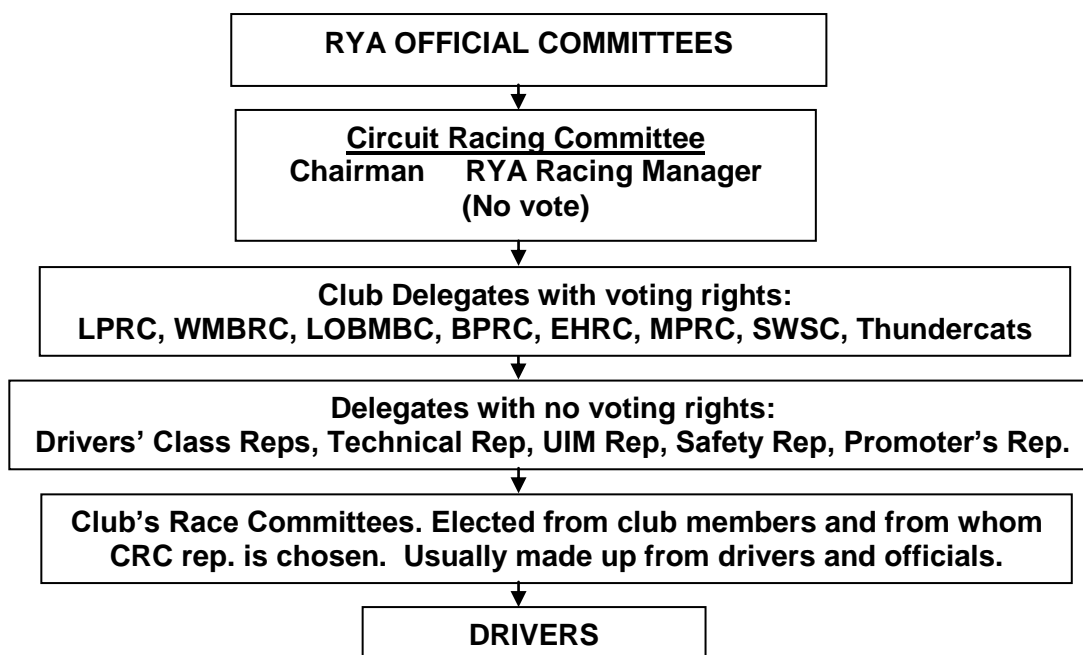 RYA OFFICIAL COMMITTEES
Circuit Racing Committee
Chairman RYA Racing Manager
(No vote)
Club Delegates with voting rights:
LPRC, WMBRC, LOBMBC, BPRC, EHRC, MPRC, SWSC, Thundercats
Delegates with no voting rights:
Drivers’ Class Reps, Technical Rep, UIM Rep, Safety Rep, Promoter’s Rep.
Club’s Race Committees. Elected from club members and from whom
CRC rep. is chosen. Usually made up from drivers and officials.
DRIVERS